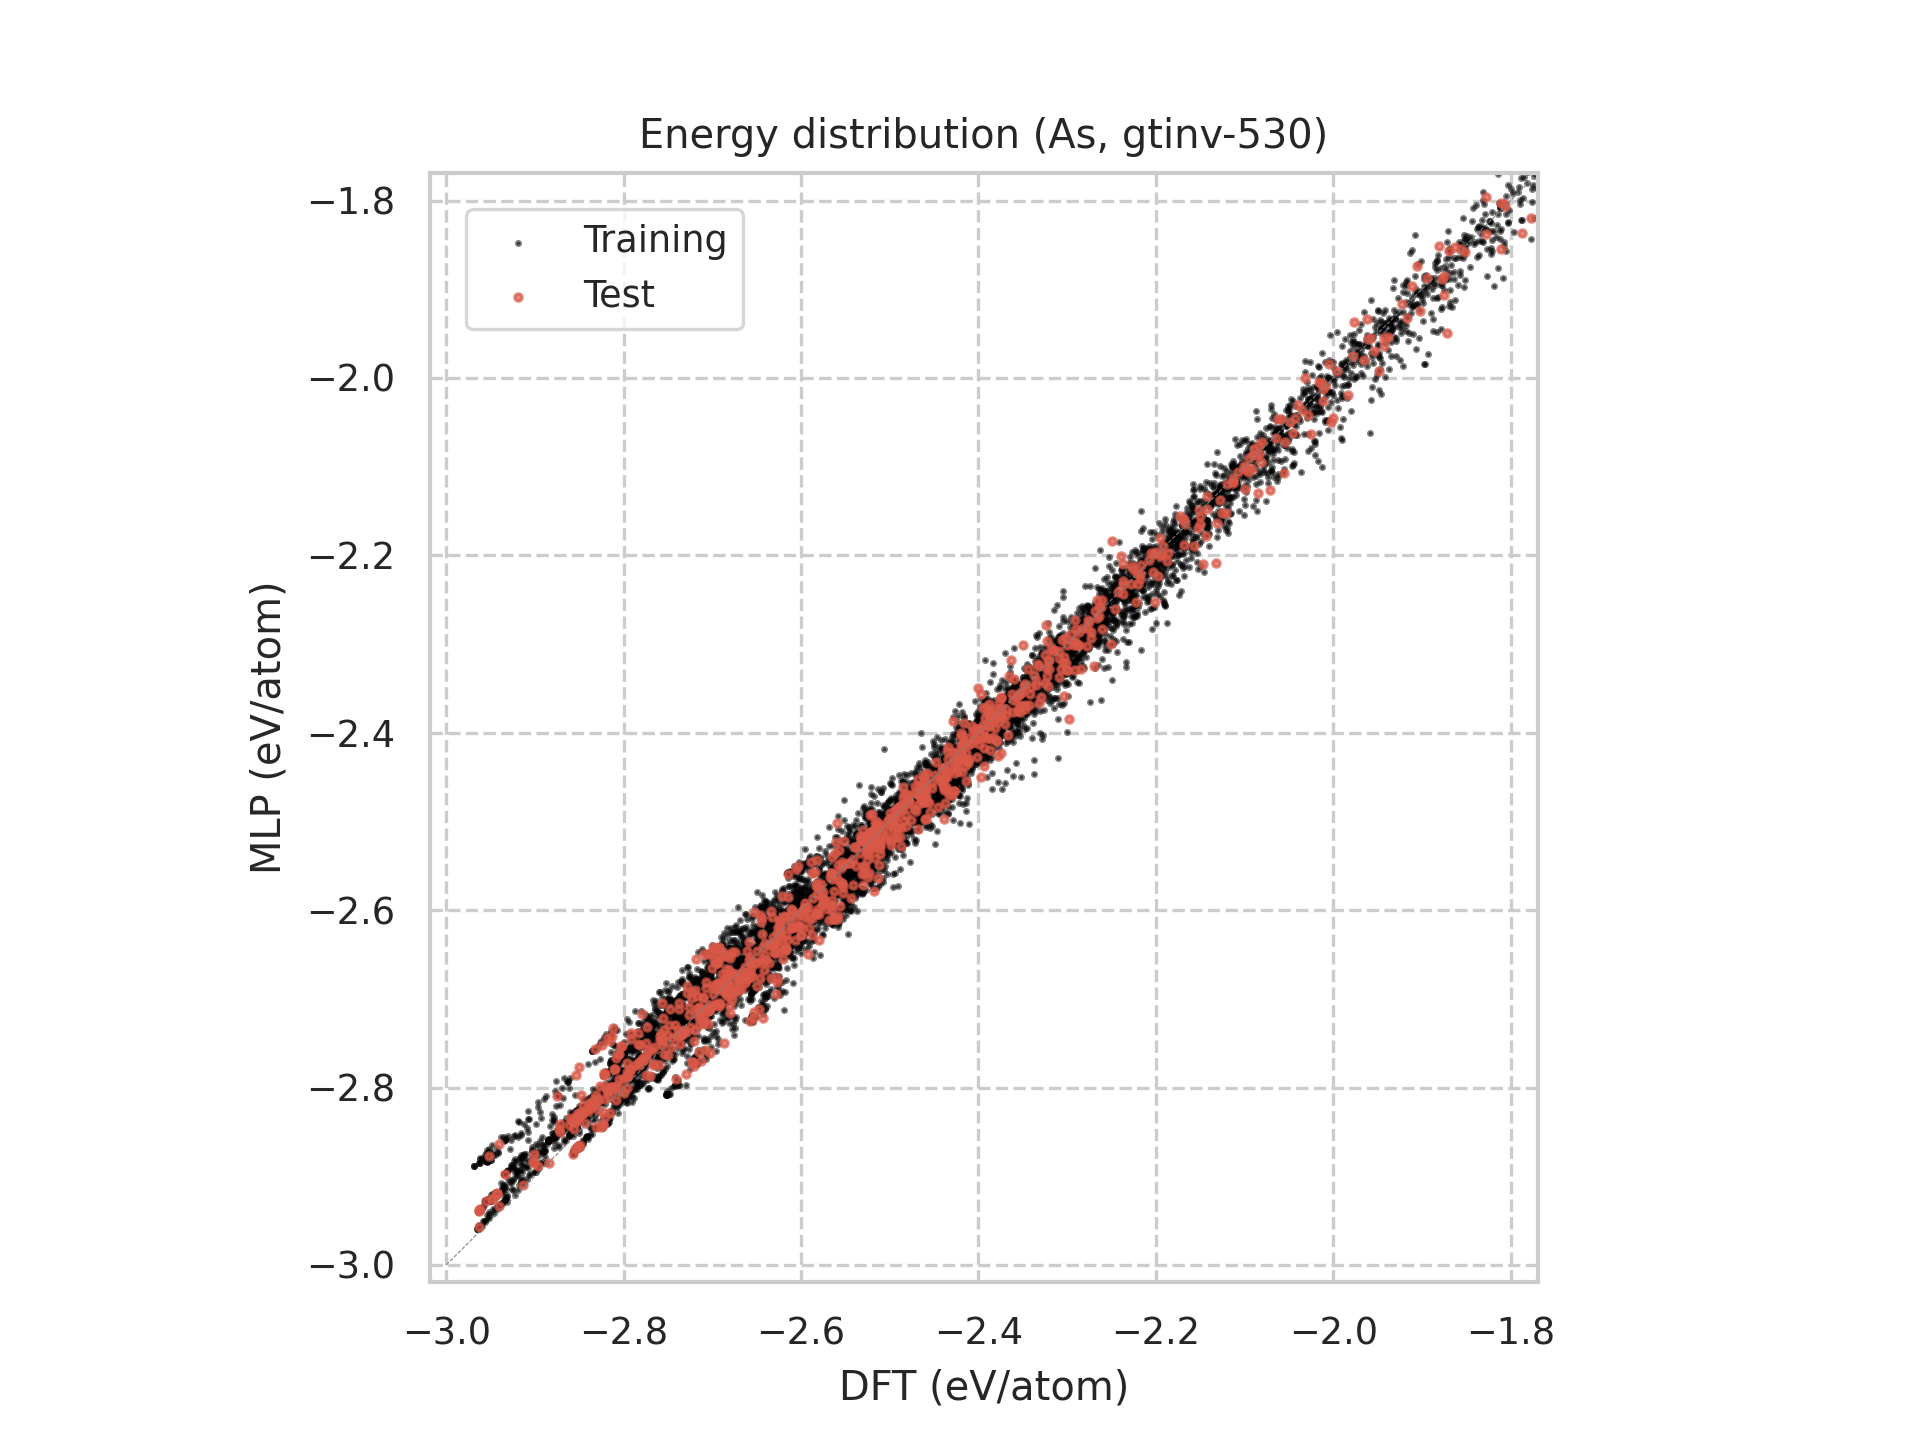 Energy distribution (As, gtinv-530)
Training
Test
MLP (eV/atom)
−1.8
−2.0
−2.2
−2.4
−2.6
−2.8
−3.0
−3.0 −2.8 −2.6 −2.4 −2.2 −2.0 −1.8
DFT (eV/atom)